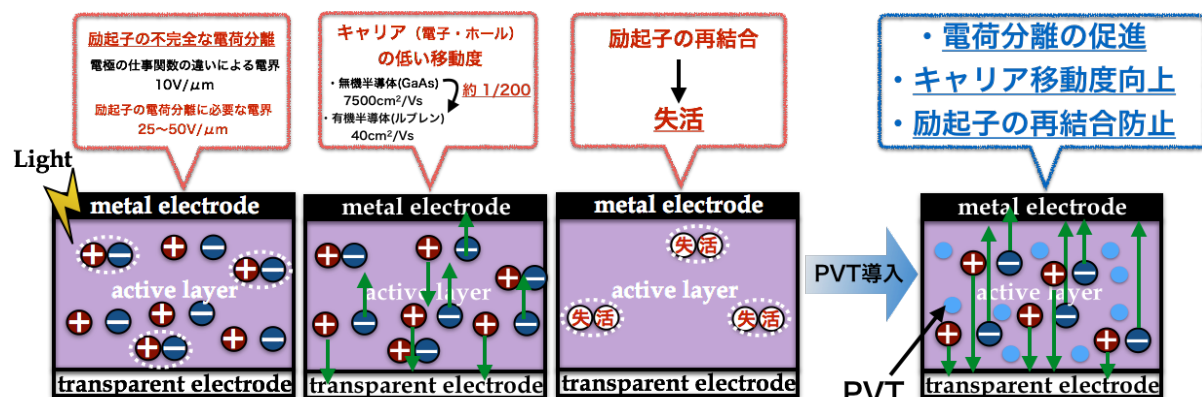 励起子の不完全な電荷分離
電極の仕事関数の違いによる電界
10V/μm
励起子の電荷分離に必要な電界
25〜50V/μm
キャリア（電子・ホール）
の低い移動度
・無機半導体(GaAs)
7500cm²/Vs
約 1/200
・有機半導体(ルブレン)
40cm²/Vs
励起子の再結合
失活
・電荷分離の促進
・キャリア移動度向上
・励起子の再結合防止
Light
metal electrode
active layer
transparent electrode
metal electrode
active layer
transparent electrode
metal electrode
失活
失活
失活
transparent electrode
PVT導入
metal electrode
active layer
transparent electrode
PVT